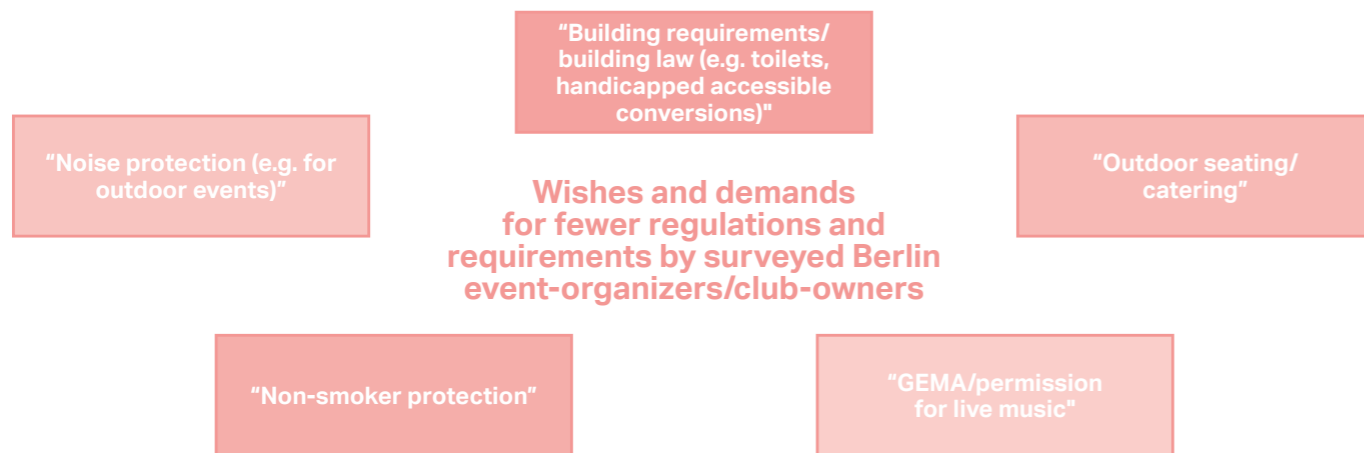 “Building requirements/
building law (e.g. toilets,
handicapped accessible
conversions)"
“Noise protection (e.g. for
outdoor events)”
“Outdoor seating/
catering”
Wishes and demands
for fewer regulations and
requirements by surveyed Berlin
event-organizers/club-owners
“Non-smoker protection”
“GEMA/permission
for live music"